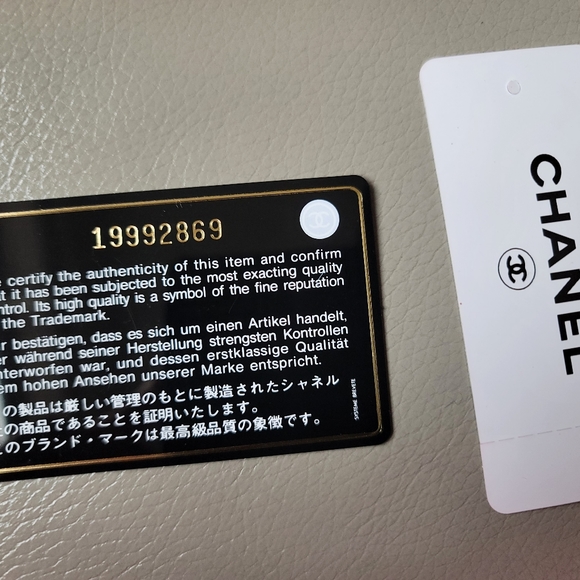 19992869
certify the authenticity of this item and confirm
it has been subjected to the most exacting quality
ntrol. Its high quality is a symbol of the fine reputation
the Trademark.
r bestätigen, dass es sich um einen Artikel handelt,
er während seiner Herstellung strengsten Kontrollen
nterworfen war, und dessen erstklassige Qualität
em hohen Ansehen unserer Marke entspricht.
の製品は厳しい管理のもとに製造されたシャネル
の商品であることを証明いたします。
このブランド・マークは最高級品質の象徴です。
SYSTEME BREVETE
CHANEL